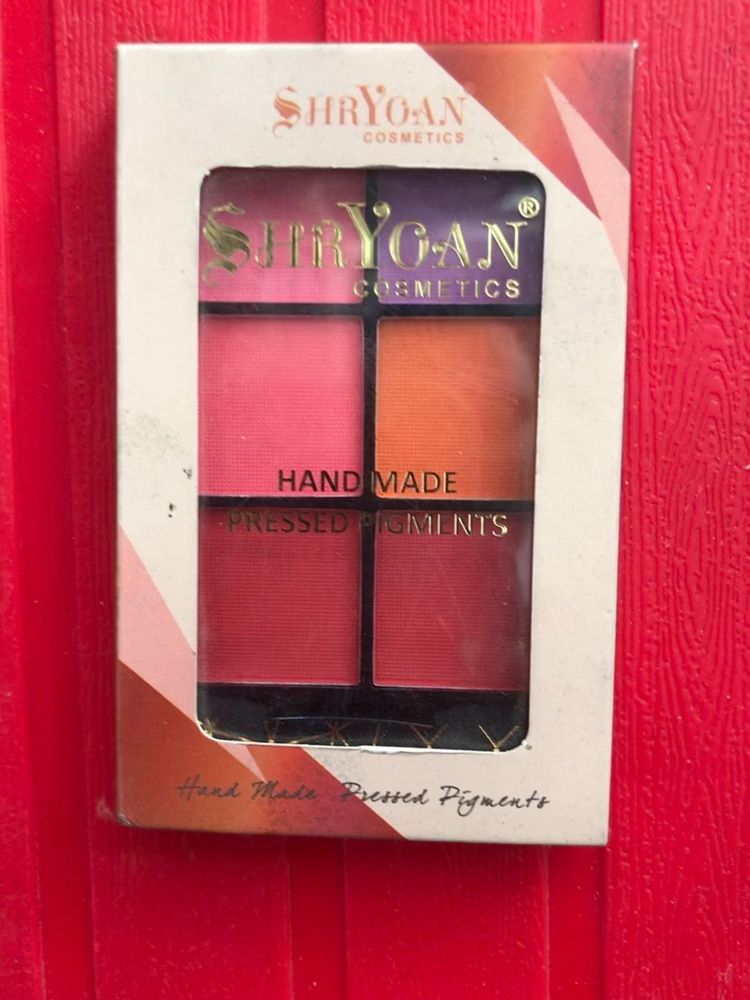 SHRYOAN
COSMETICS
SHRYOAN®
COSMETICS
HAND MADE
PRESSED PIGMENTS
Hand Made Pressed Pigments